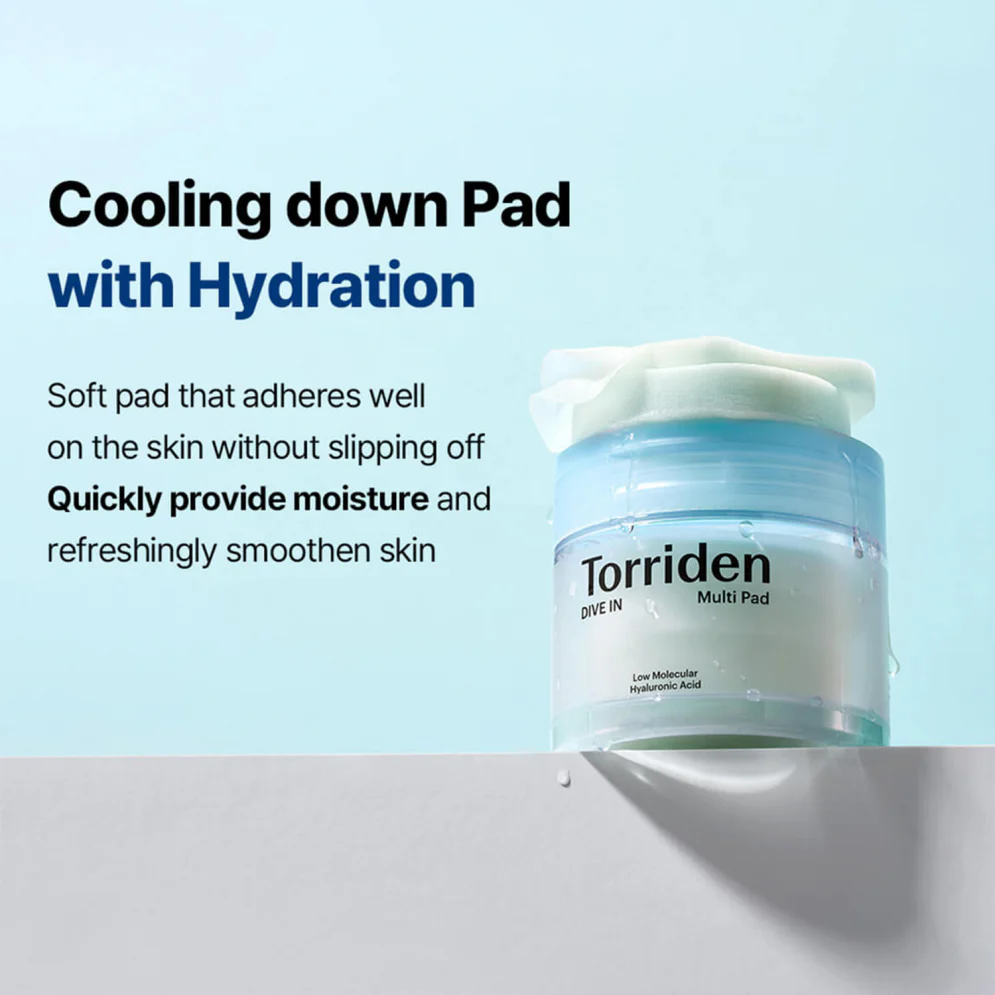 Cooling down Pad
with Hydration
Soft pad that adheres well
on the skin without slipping off
Quickly provide moisture and
refreshingly smoothen skin
Torriden
DIVE IN Multi Pad
Low Molecular
Hyaluronic Acid